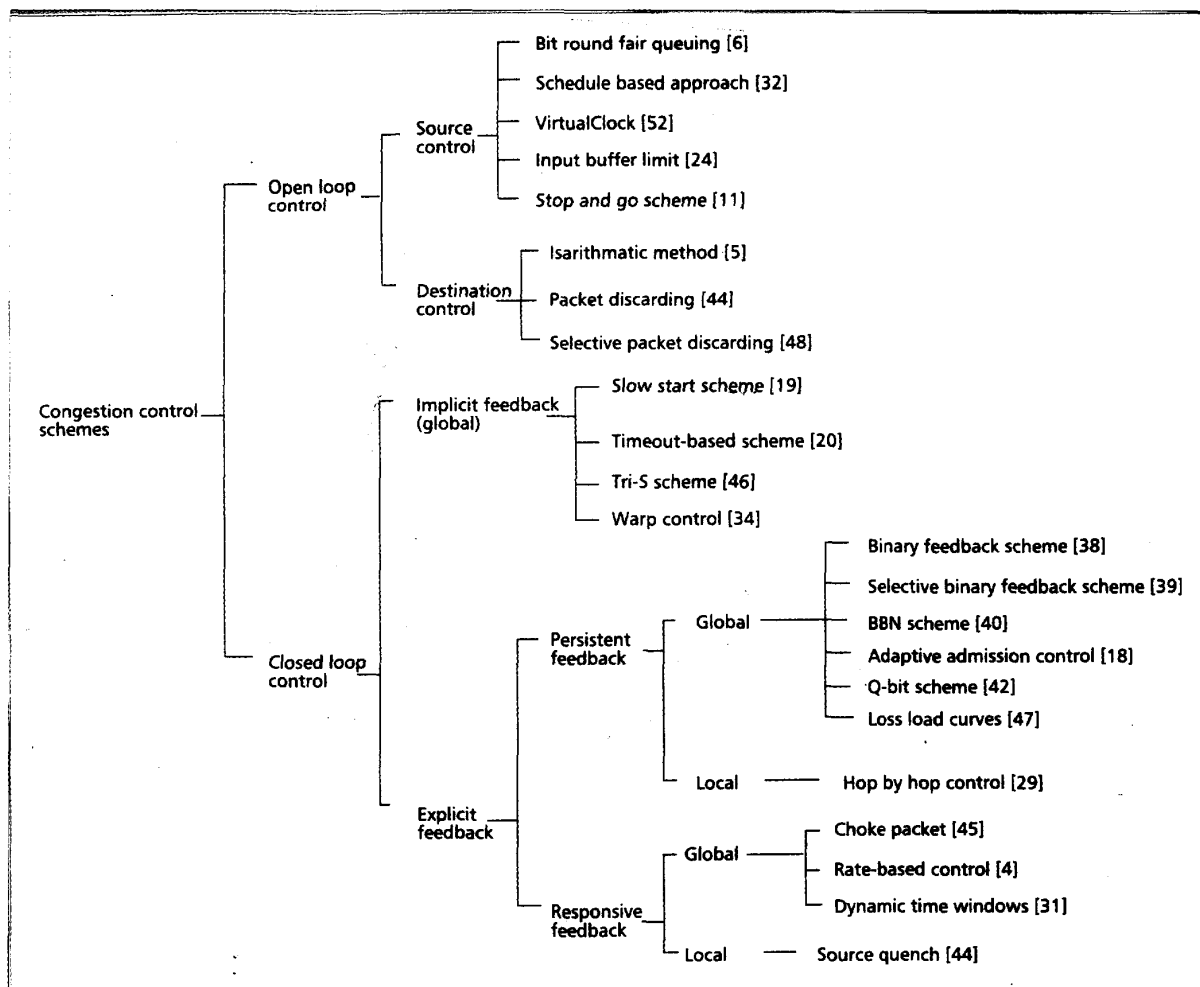 Bit round fair queuing [6]
Schedule based approach [32]
Source
control
VirtualClock [52]
Input buffer limit [24]
Stop and go scheme [11]
Open loop
control
Isarithmatic method [5]
Destination
control
Packet discarding [44]
Selective packet discarding [48]
Congestion control
schemes
Implicit feedback
(global)
Slow start scheme [19]
Timeout-based scheme [20]
Tri-S scheme [46]
Warp control [34]
Closed loop
control
Explicit
feedback
Persistent
feedback
Global
Binary feedback scheme [38]
Selective binary feedback scheme [39]
BBN scheme [40]
Adaptive admission control [18]
Q-bit scheme [42]
Loss load curves [47]
Local
Hop by hop control [29]
Responsive
feedback
Global
Choke packet [45]
Rate-based control [4]
Dynamic time windows [31]
Local
Source quench [44]